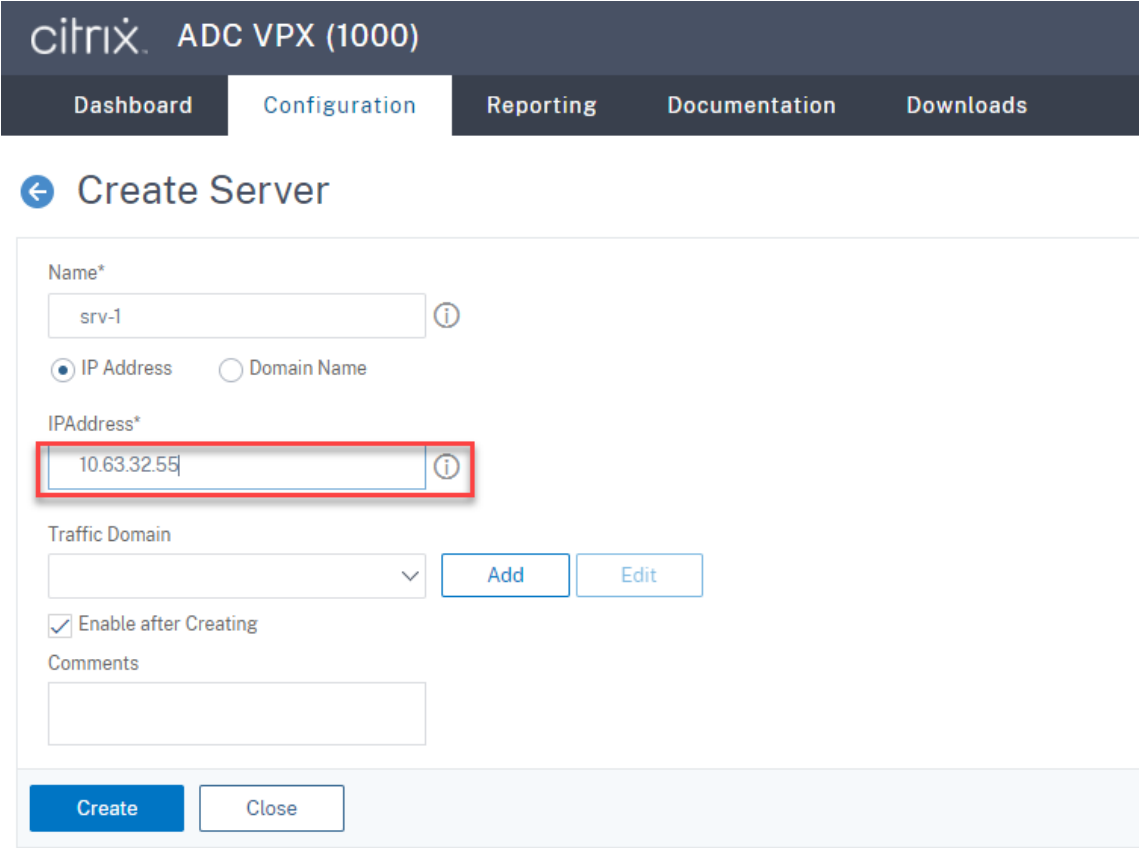 citrix. ADC VPX (1000)
Dashboard Configuration Reporting Documentation Downloads
Create Server
Name*
srv-1
IP Address Domain Name
IPAddress*
10.63.32.55
Traffic Domain
Add Edit
Enable after Creating
Comments
Create Close